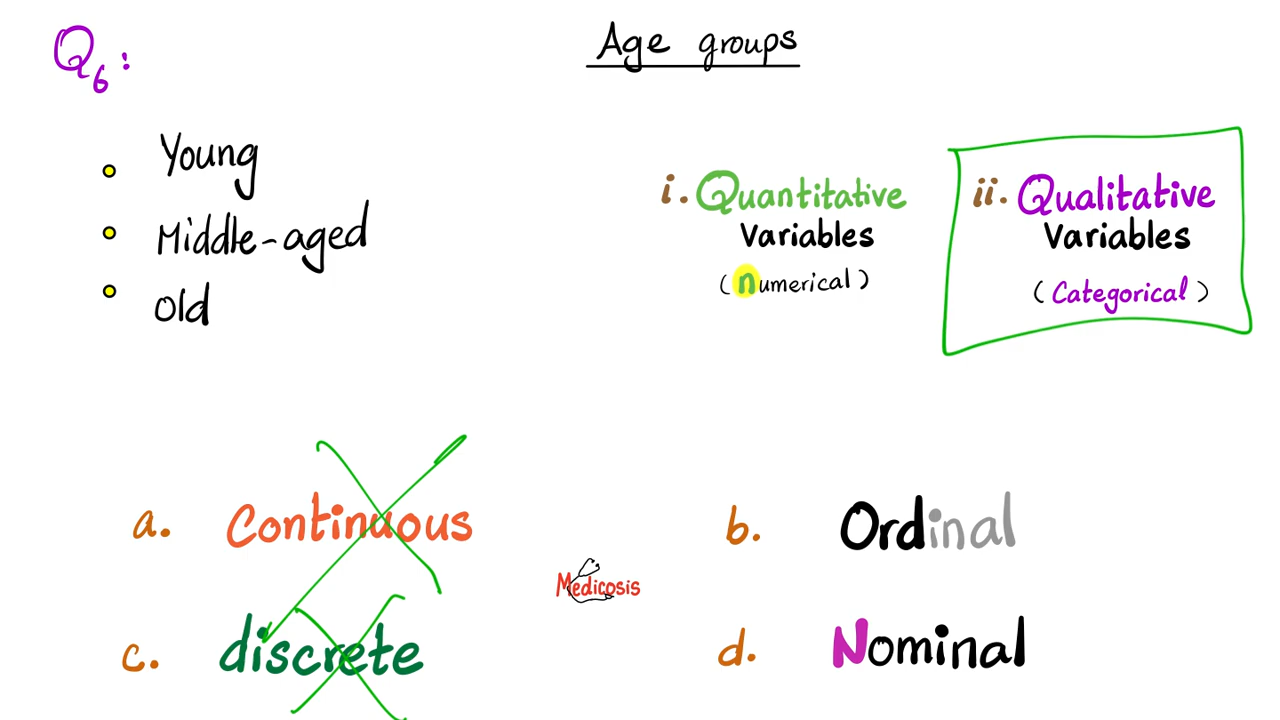 Q6:
Age groups
Young
Middle-aged
old
i. Quantitative
Variables
(numerical)
ii. Qualitative
Variables
(Categorical)
a. Continuous
b. Ordinal
Medicosis
c. discrete
d. Nominal